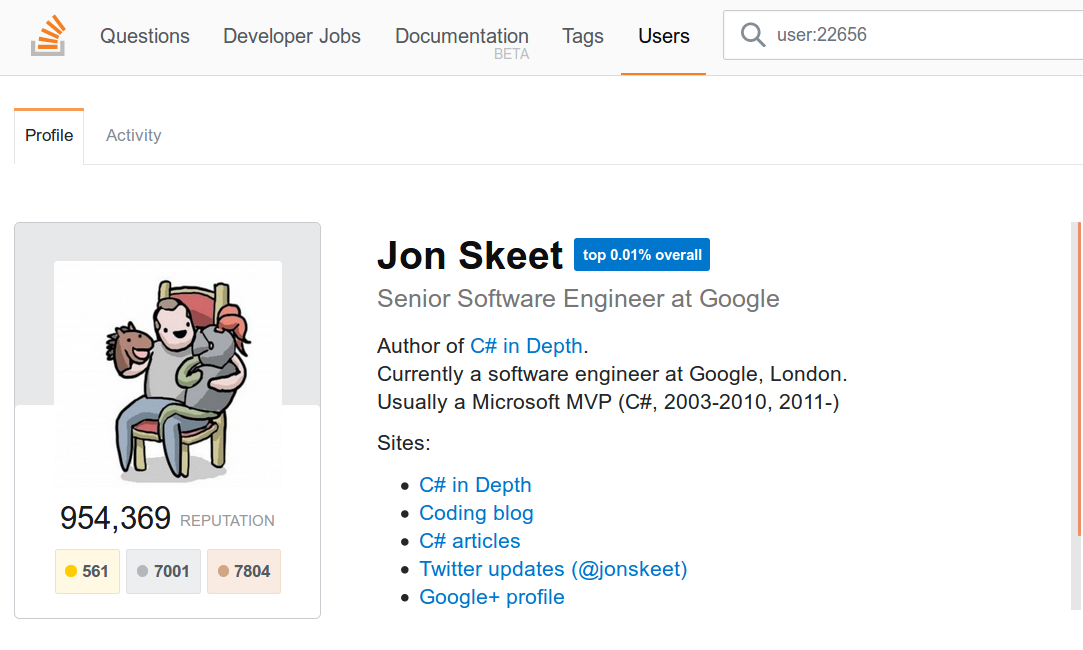 Questions Developer Jobs Documentation Tags Users user:22656
BETA
Profile Activity
Jon Skeet top 0.01% overall
Senior Software Engineer at Google
Author of C# in Depth.
Currently a software engineer at Google, London.
Usually a Microsoft MVP (C#, 2003-2010, 2011-)
Sites:
C# in Depth
Coding blog
C# articles
Twitter updates (@jonskeet)
Google+ profile
954,369 REPUTATION
561 7001 7804